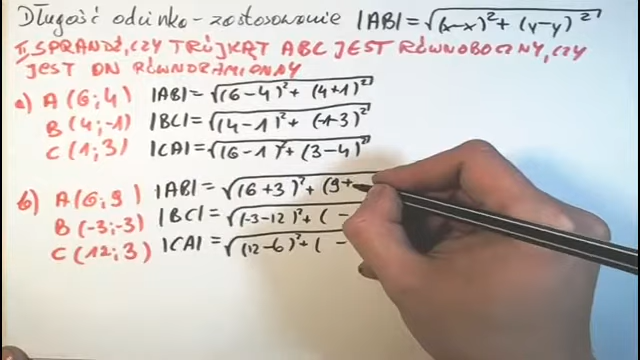 Długość odcinka - zastosowanie |AB| = √(x-x)² + (y-y)²
II SPRAWDŹ, CZY TRÓJKĄT ABC JEST RÓWNOBOCZNY, CZY
JEST ON RÓWNORAMIONNY
a) A (6; 4) |AB| = √(6-4)² + (4+1)²
B (4; -1) |BC| = √(4-1)² + (-1-3)²
C (1; 3) |CA| = √(6-1)² + (3-4)²
b) A (6, 9) |AB| = √(6+3)² + (9+
B (-3; -3) |BC| = √(-3-12)² + ( -
C (12; 3) |CA| = √(12-6)² + ( -